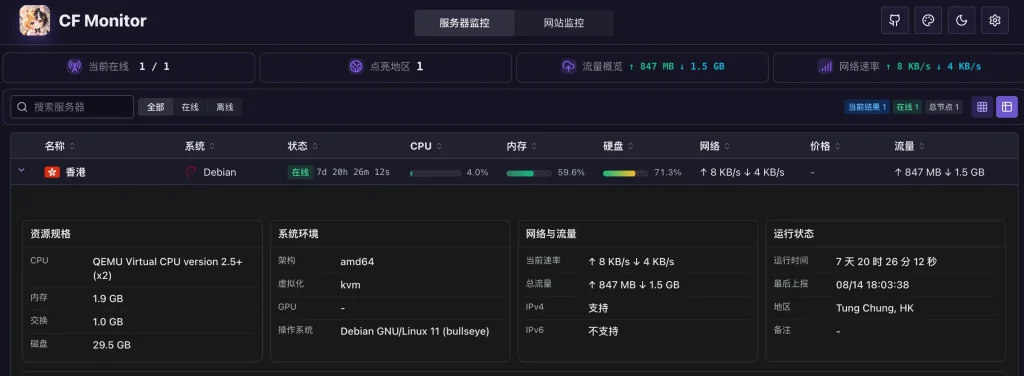 CF Monitor
服务器监控 网站监控
当前在线 1 / 1
点亮地区 1
流量概览 ↑ 847 MB ↓ 1.5 GB
网络速率 ↑ 8 KB/s ↓ 4 KB/s
搜索服务器 全部 在线 离线
当前结果 1 在线 1 总节点 1
名称 系统 状态 CPU 内存 硬盘 网络 价格 流量
香港 Debian 在线 7d 20h 26m 12s 4.0% 59.6% 71.3% ↑ 8 KB/s ↓ 4 KB/s - ↑ 847 MB ↓ 1.5 GB
资源规格
CPU QEMU Virtual CPU version 2.5+
(x2)
内存 1.9 GB
交换 1.0 GB
磁盘 29.5 GB
系统环境
架构 amd64
虚拟化 kvm
GPU -
操作系统 Debian GNU/Linux 11 (bullseye)
网络与流量
当前速率 ↑ 8 KB/s ↓ 4 KB/s
总流量 ↑ 847 MB ↓ 1.5 GB
IPv4 支持
IPv6 不支持
运行状态
运行时间 7 天 20 时 26 分 12 秒
最后上报 08/14 18:03:38
地区 Tung Chung, HK
备注 -